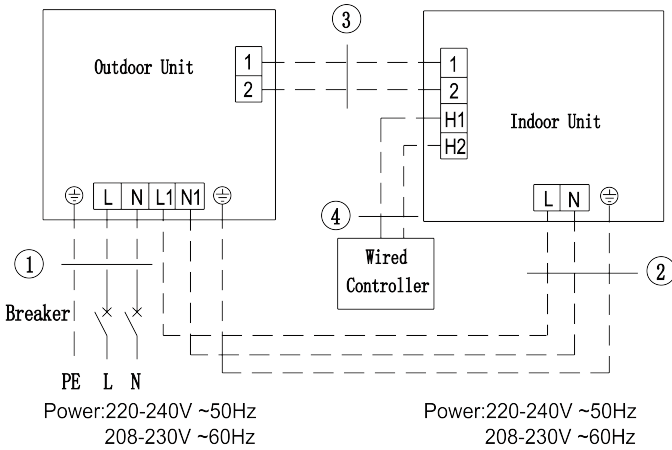 3
Outdoor Unit
1
2
1
2
H1
H2
Indoor Unit
L N L1 N1
L N
4
Wired
Controller
1
2
Breaker
PE L N
Power:220-240V ~50Hz
208-230V ~60Hz
Power:220-240V ~50Hz
208-230V ~60Hz